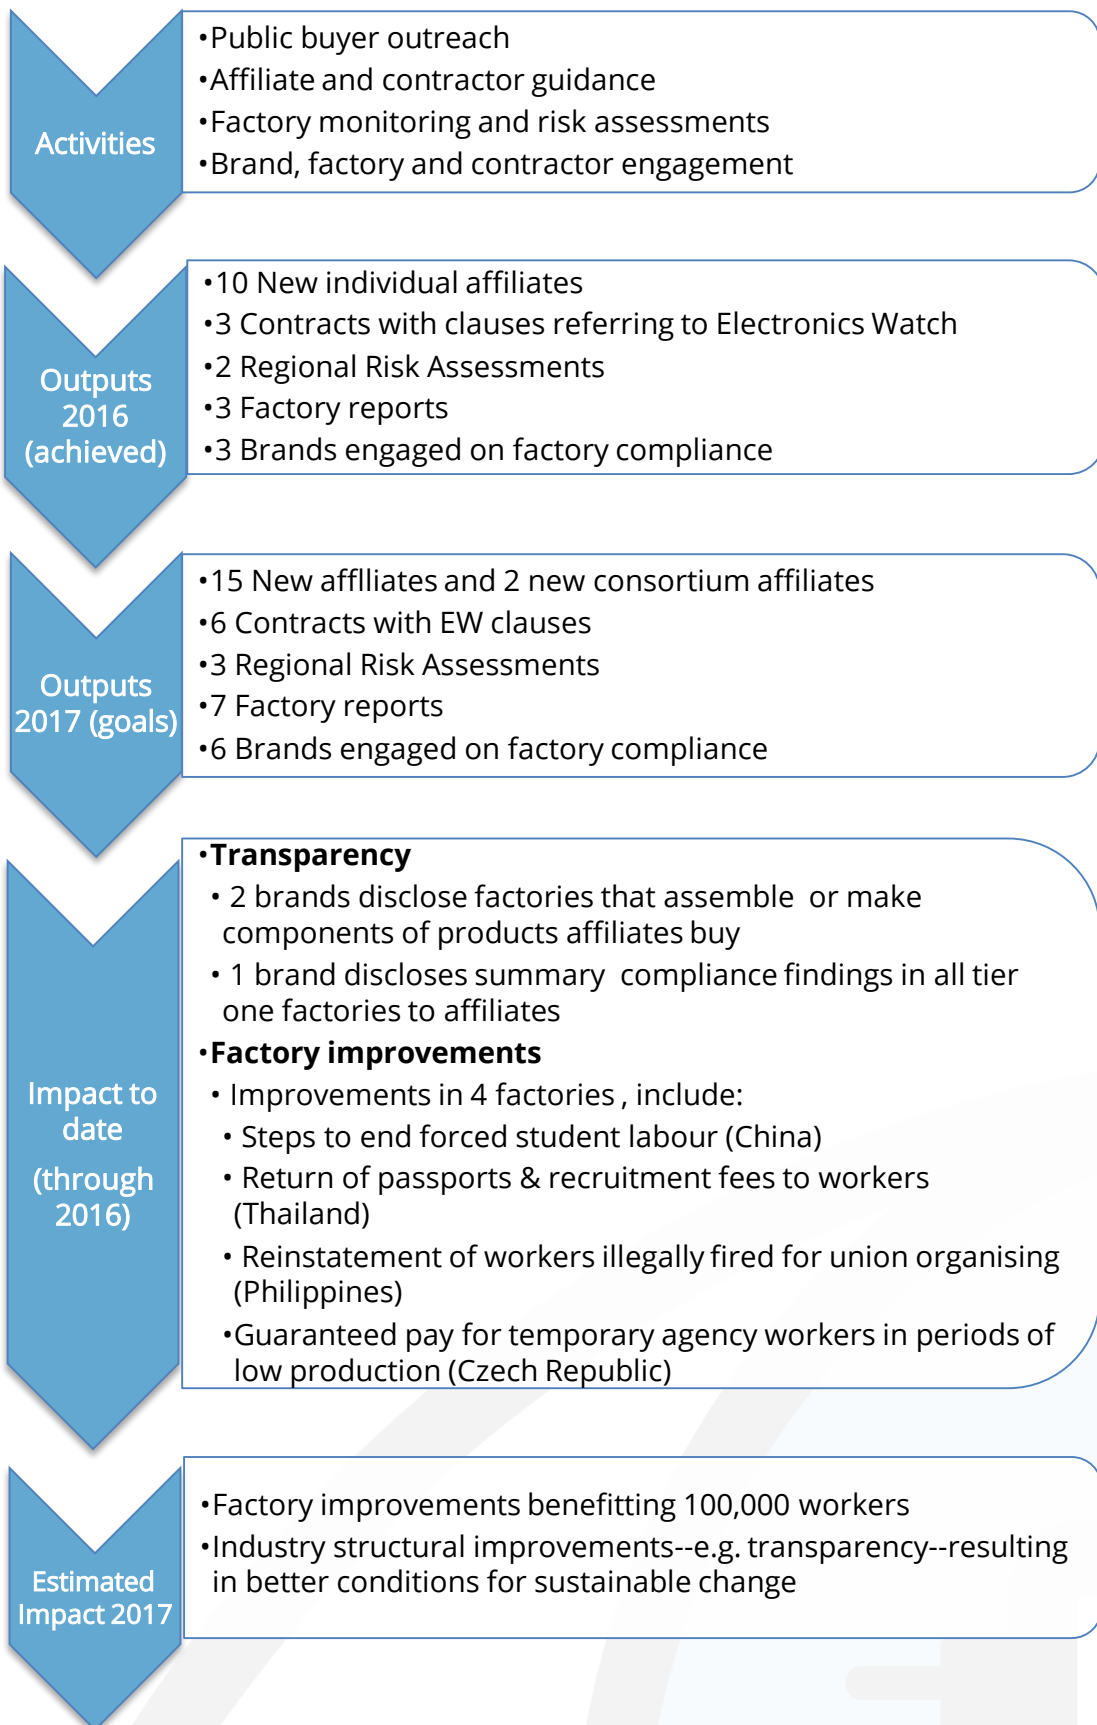 Activities
•Public buyer outreach
•Affiliate and contractor guidance
•Factory monitoring and risk assessments
•Brand, factory and contractor engagement
Outputs
2016
(achieved)
•10 New individual affiliates
•3 Contracts with clauses referring to Electronics Watch
•2 Regional Risk Assessments
•3 Factory reports
•3 Brands engaged on factory compliance
Outputs
2017 (goals)
•15 New afflliates and 2 new consortium affiliates
•6 Contracts with EW clauses
•3 Regional Risk Assessments
•7 Factory reports
•6 Brands engaged on factory compliance
Impact to
date
(through
2016)
•Transparency
• 2 brands disclose factories that assemble or make
components of products affiliates buy
• 1 brand discloses summary compliance findings in all tier
one factories to affiliates
•Factory improvements
• Improvements in 4 factories , include:
• Steps to end forced student labour (China)
• Return of passports & recruitment fees to workers
(Thailand)
• Reinstatement of workers illegally fired for union organising
(Philippines)
•Guaranteed pay for temporary agency workers in periods of
low production (Czech Republic)
Estimated
Impact 2017
•Factory improvements benefitting 100,000 workers
•Industry structural improvements--e.g. transparency--resulting
in better conditions for sustainable change